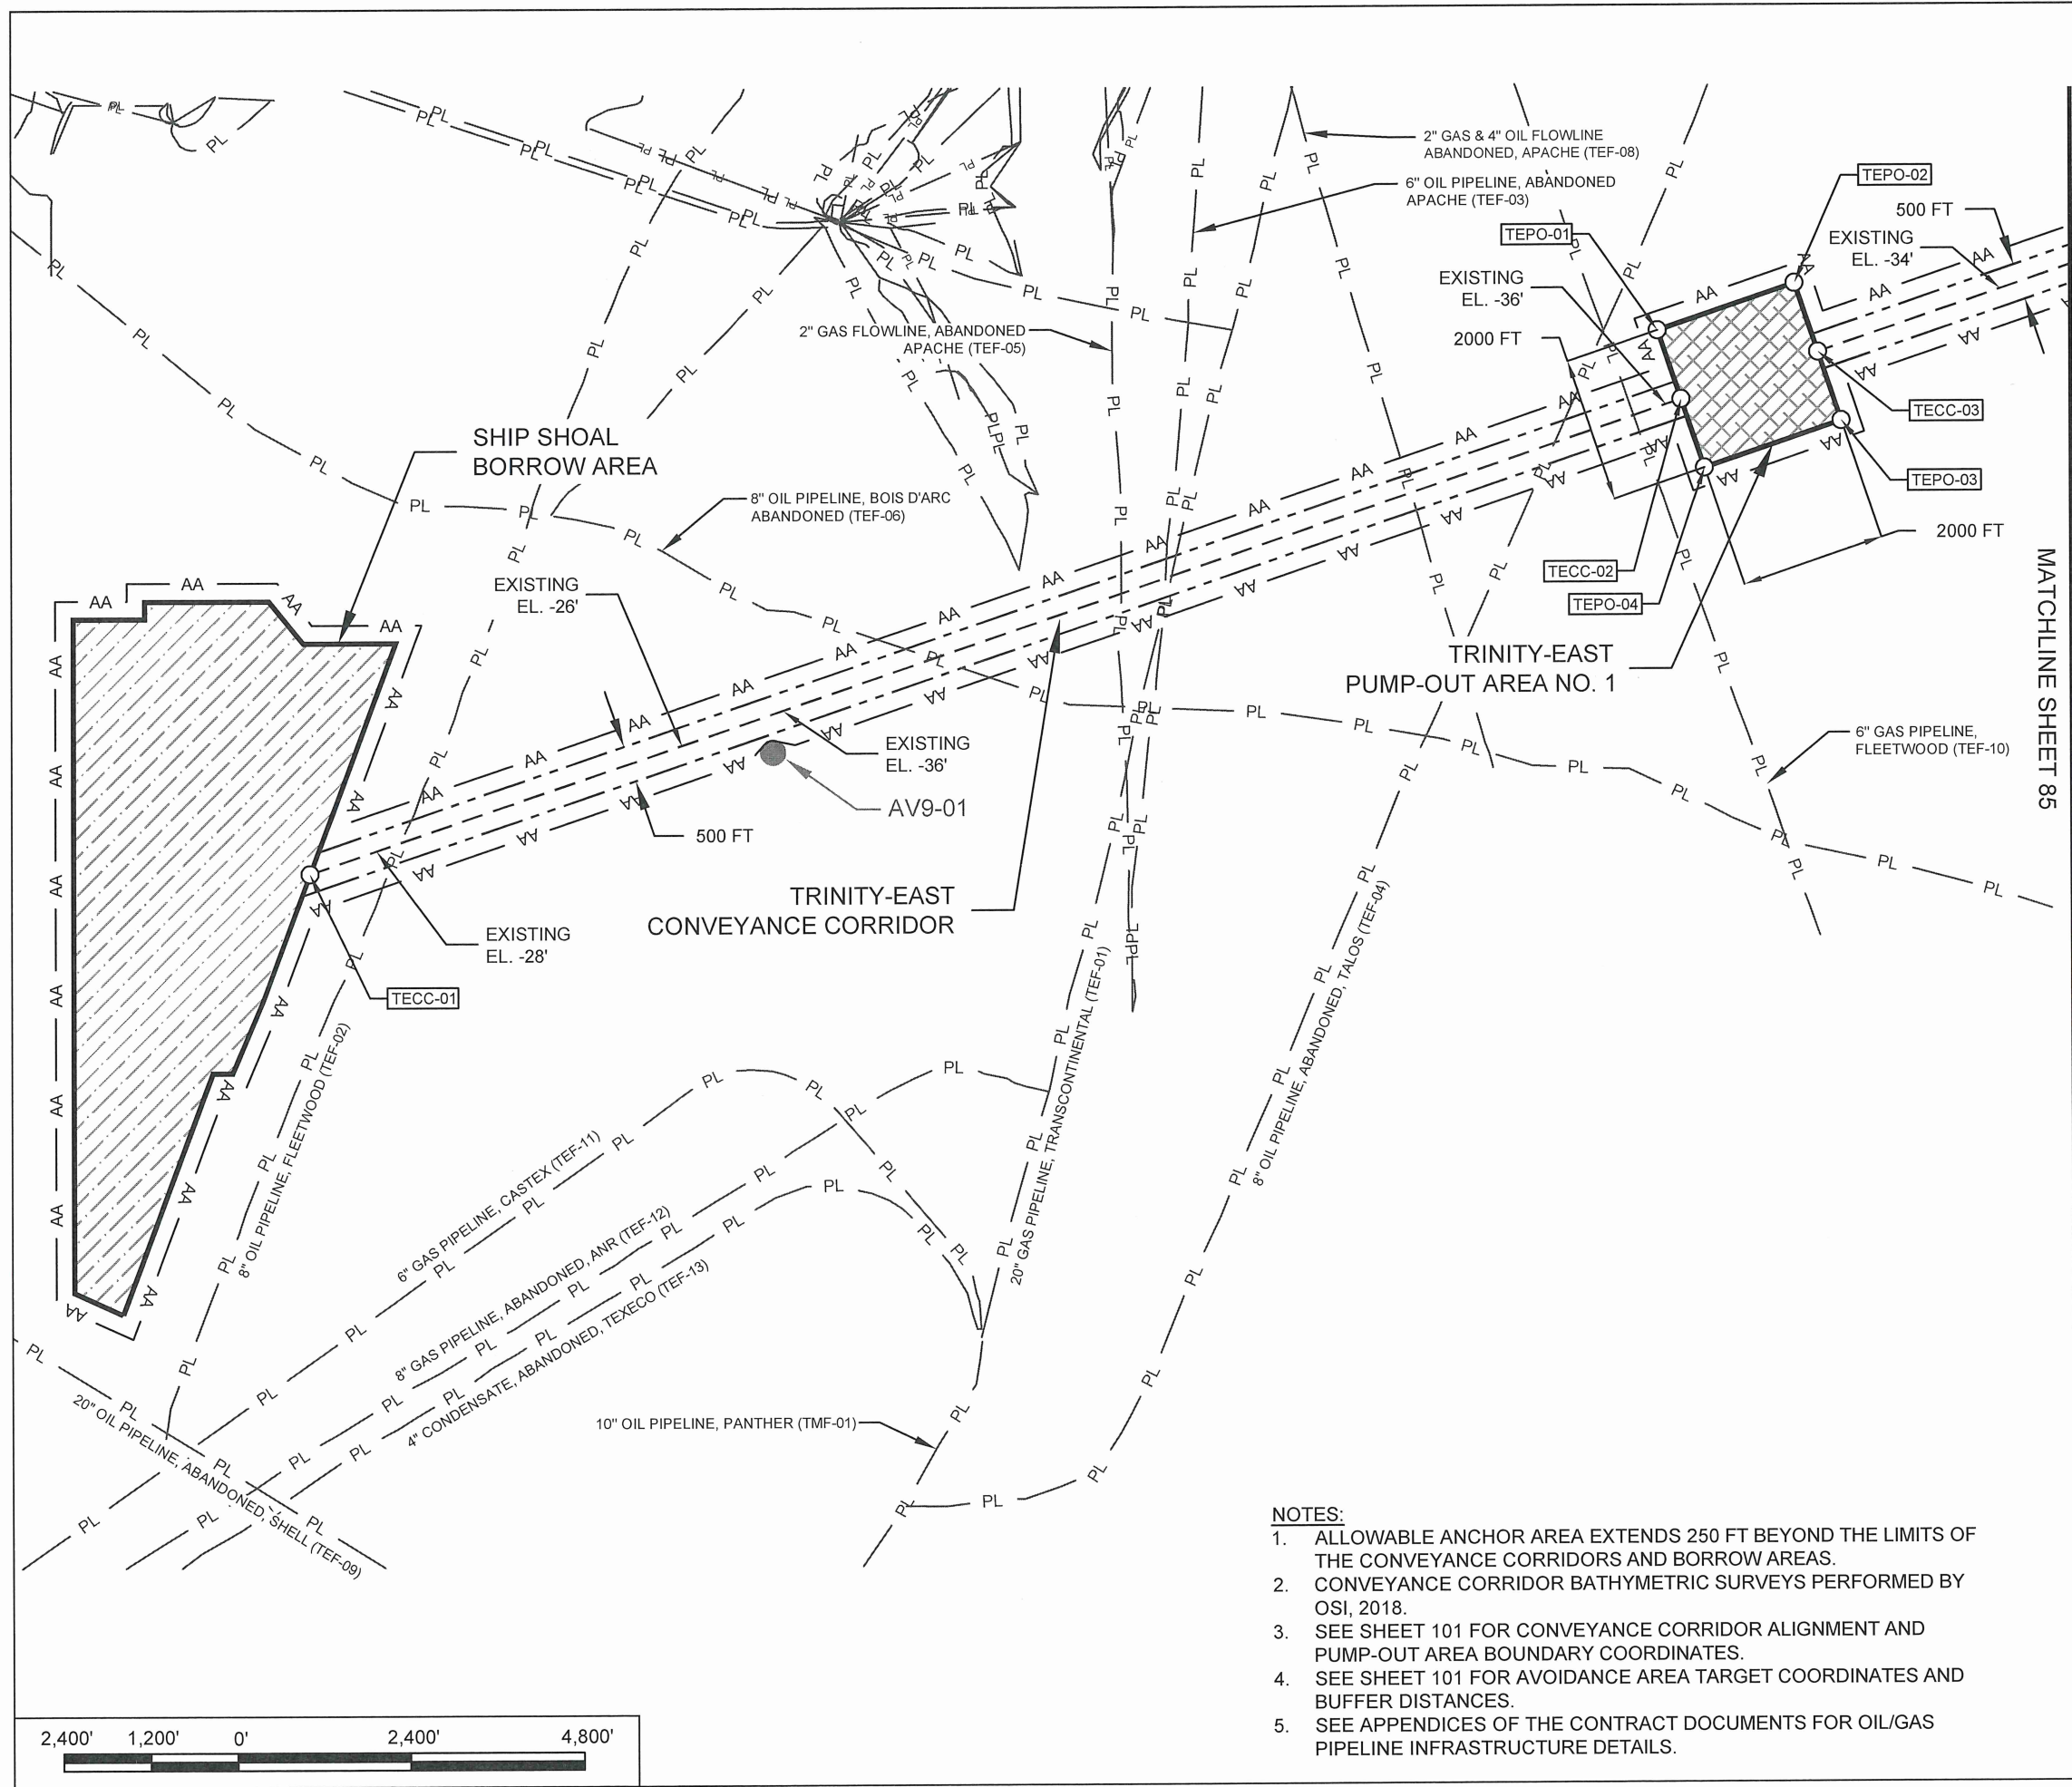 2" GAS & 4" OIL FLOWLINE
ABANDONED, APACHE (TEF-08)
6" OIL PIPELINE, ABANDONED
APACHE (TEF-03)
TEPO-02
500 FT
TEPO-01
EXISTING
EL. -34'
EXISTING
EL. -36'
2000 FT
2" GAS FLOWLINE, ABANDONED
APACHE (TEF-05)
TECC-03
SHIP SHOAL
BORROW AREA
TEPO-03
8" OIL PIPELINE, BOIS D'ARC
ABANDONED (TEF-06)
2000 FT
MATCHLINE SHEET 85
EXISTING
EL. -26'
TECC-02
TEPO-04
TRINITY-EAST
PUMP-OUT AREA NO. 1
6" GAS PIPELINE,
FLEETWOOD (TEF-10)
EXISTING
EL. -36'
AV9-01
500 FT
TRINITY-EAST
CONVEYANCE CORRIDOR
EXISTING
EL. -28'
TECC-01
8" OIL PIPELINE, FLEETWOOD (TEF-02)
20" GAS PIPELINE, TRANSCONTINENTAL (TEF-01)
8" OIL PIPELINE, ABANDONED, TALOS (TEF-04)
6" GAS PIPELINE, CASTEX (TEF-11)
8" GAS PIPELINE, ABANDONED, ANR (TEF-12)
4" CONDENSATE, ABANDONED, TEXECO (TEF-13)
20" OIL PIPELINE, ABANDONED, SHELL (TEF-09)
10" OIL PIPELINE, PANTHER (TMF-01)
PL
AA
NOTES:
1. ALLOWABLE ANCHOR AREA EXTENDS 250 FT BEYOND THE LIMITS OF
THE CONVEYANCE CORRIDORS AND BORROW AREAS.
2. CONVEYANCE CORRIDOR BATHYMETRIC SURVEYS PERFORMED BY
OSI, 2018.
3. SEE SHEET 101 FOR CONVEYANCE CORRIDOR ALIGNMENT AND
PUMP-OUT AREA BOUNDARY COORDINATES.
4. SEE SHEET 101 FOR AVOIDANCE AREA TARGET COORDINATES AND
BUFFER DISTANCES.
5. SEE APPENDICES OF THE CONTRACT DOCUMENTS FOR OIL/GAS
PIPELINE INFRASTRUCTURE DETAILS.
2,400' 1,200' 0' 2,400' 4,800'